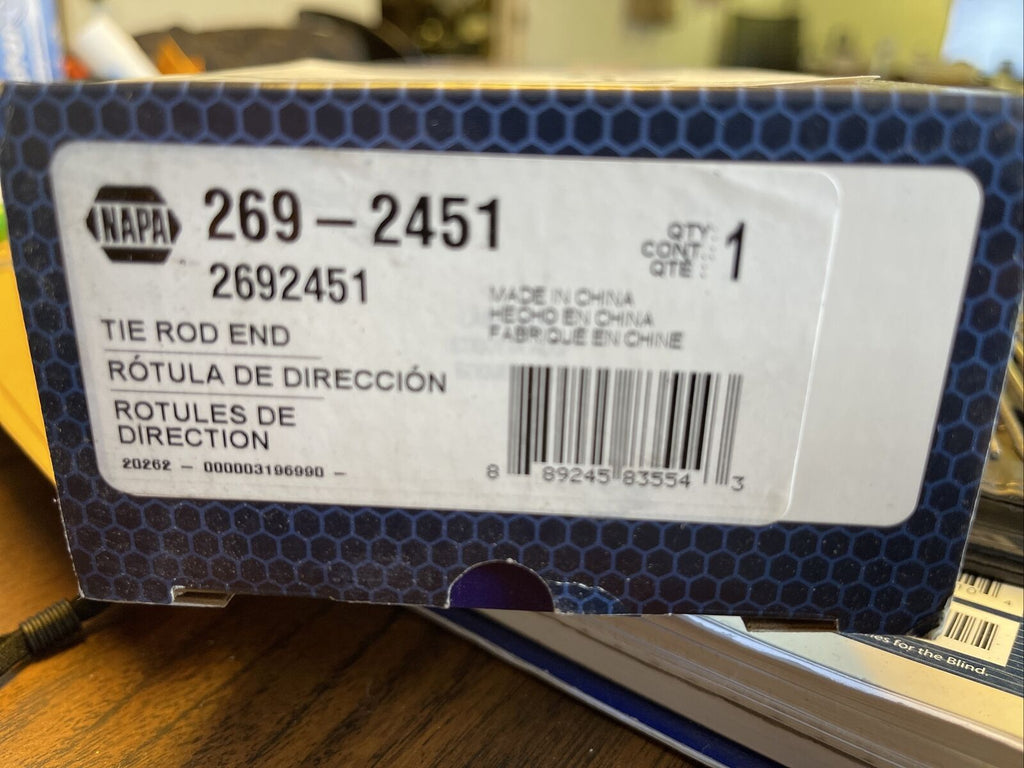 NAPA
269-2451
2692451
QTY:
CONT.:
QTÉ:
1
MADE IN CHINA
HECHO EN CHINA
FABRIQUÉ EN CHINE
TIE ROD END
RÓTULA DE DIRECCIÓN
ROTULES DE
DIRECTION
20262 - 000003196990 -
8 89245 83554 3
for the Blind.